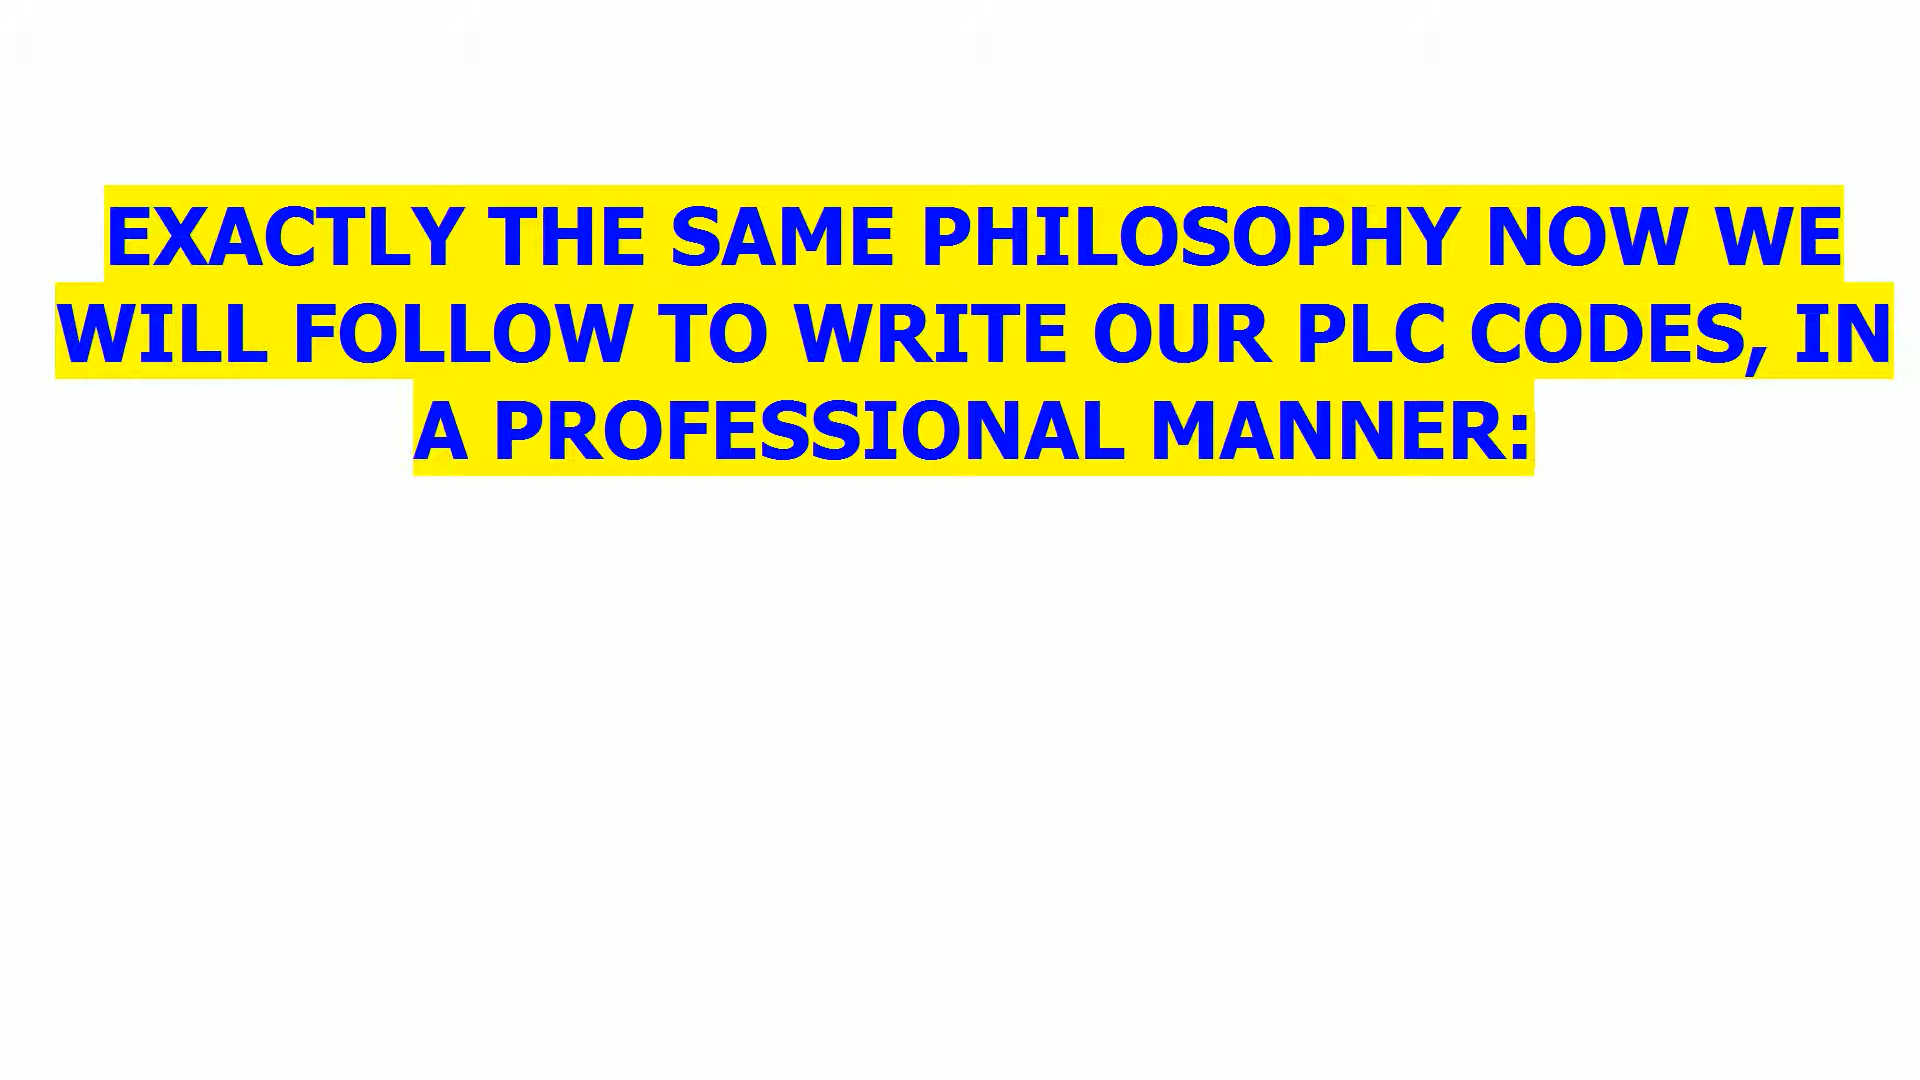 EXACTLY THE SAME PHILOSOPHY NOW WE
WILL FOLLOW TO WRITE OUR PLC CODES, IN
A PROFESSIONAL MANNER: